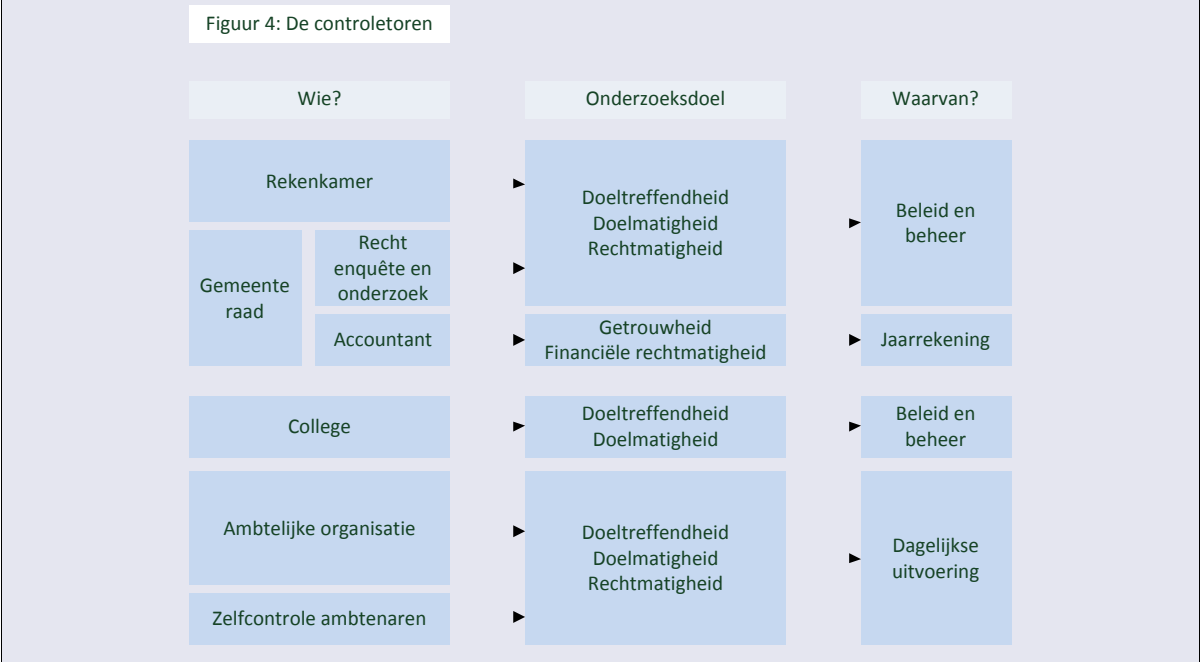 Figuur 4: De controletoren
Wie?
Onderzoeksdoel
Waarvan?
Rekenkamer
Doeltreffendheid
Doelmatigheid
Rechtmatigheid
Beleid en
beheer
Gemeente
raad
Recht
enquête en
onderzoek
Accountant
Getrouwheid
Financiële rechtmatigheid
Jaarrekening
College
Doeltreffendheid
Doelmatigheid
Beleid en
beheer
Ambtelijke organisatie
Doeltreffendheid
Doelmatigheid
Rechtmatigheid
Dagelijkse
uitvoering
Zelfcontrole ambtenaren